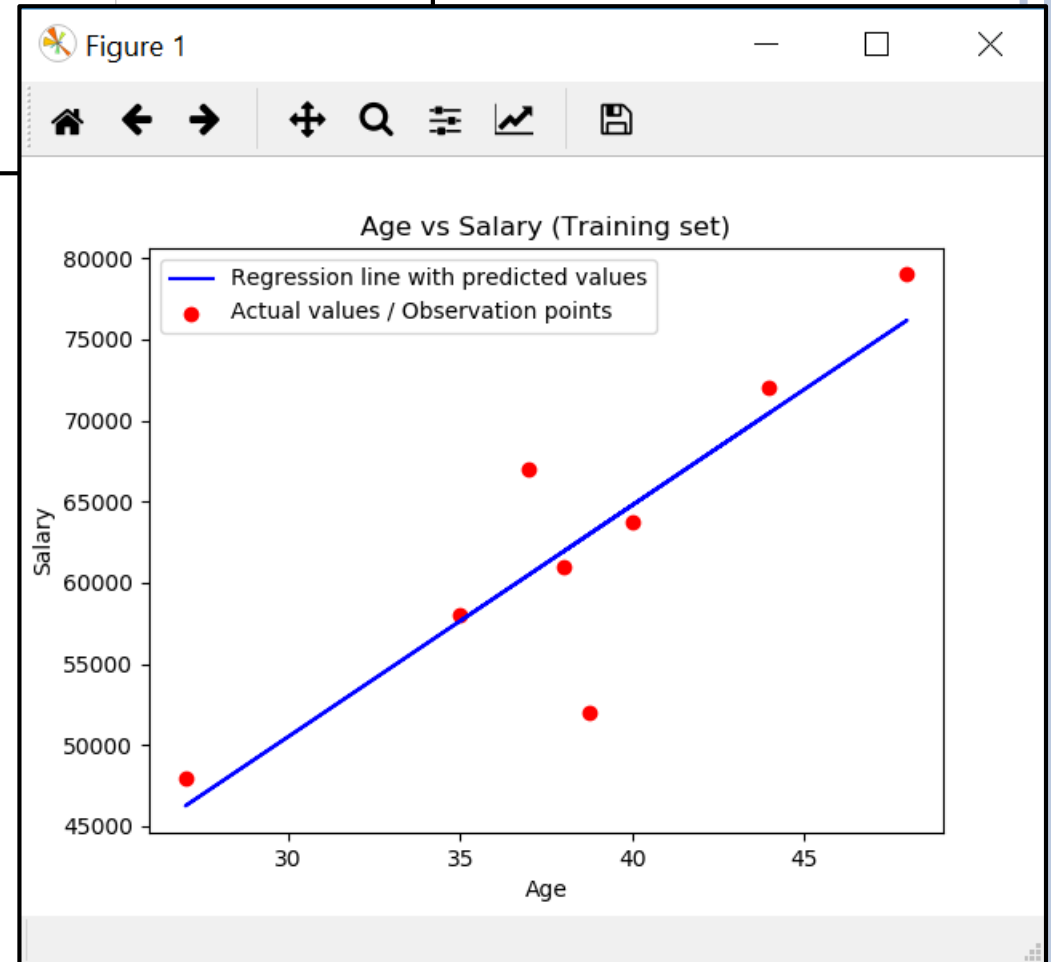 Figure 1
Age vs Salary (Training set)
80000
75000
70000
65000
60000
55000
50000
45000
Salary
Regression line with predicted values
Actual values / Observation points
30 35 40 45
Age